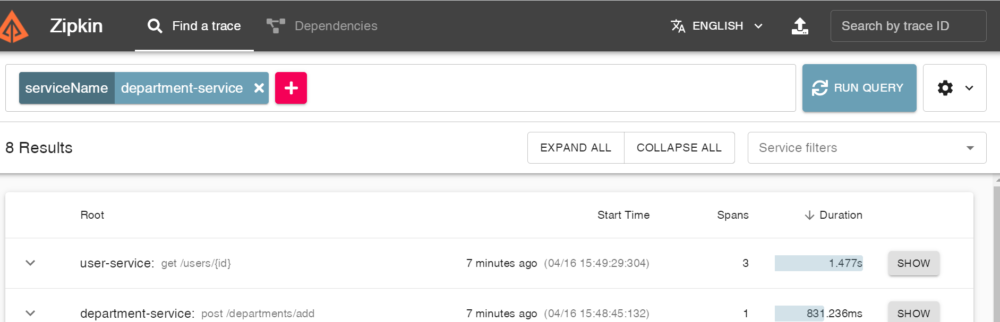 Zipkin Find a trace Dependencies ENGLISH Search by trace ID
serviceName department-service RUN QUERY
8 Results EXPAND ALL COLLAPSE ALL Service filters
Root Start Time Spans Duration
user-service: get /users/{id} 7 minutes ago (04/16 15:49:29:304) 3 1.477s SHOW
department-service: post /departments/add 7 minutes ago (04/16 15:48:45:132) 1 831.236ms SHOW